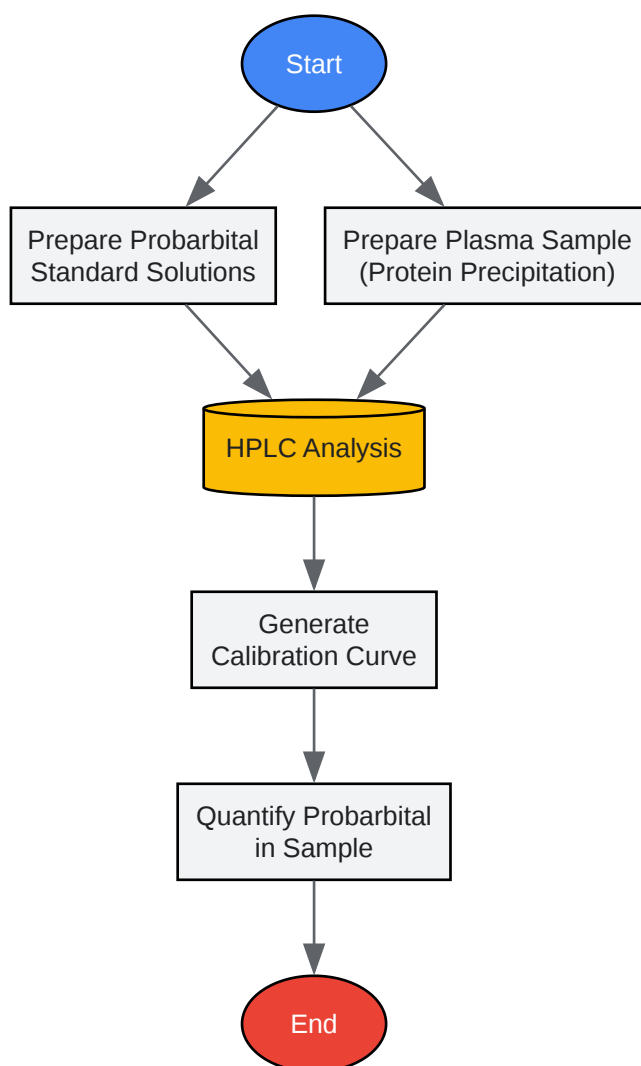 Start
Prepare Probarbital
Standard Solutions
Prepare Plasma Sample
(Protein Precipitation)
HPLC Analysis
Generate
Calibration Curve
Quantify Probarbital
in Sample
End